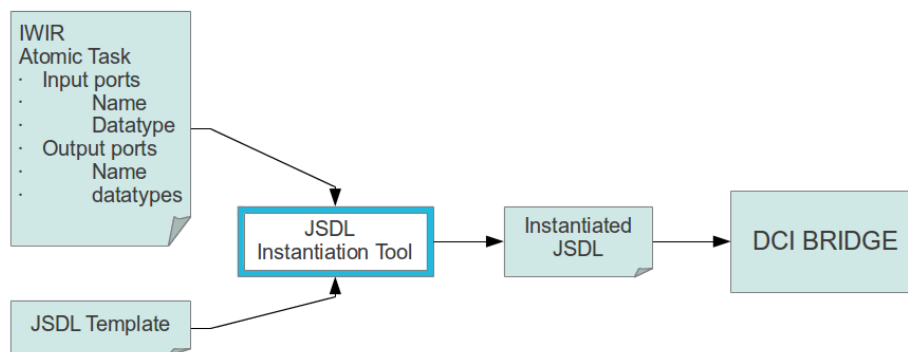 IWIR
Atomic Task
· Input ports
· Name
· Datatype
· Output ports
· Name
· datatypes
JSDL
Instantiation Tool
Instantiated
JSDL
DCI BRIDGE
JSDL Template